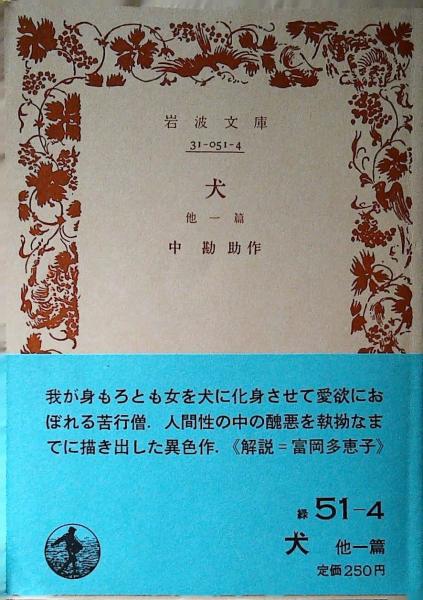 岩波文庫
31-051-4
犬
他一篇
中勘助作
我が身もろとも女を犬に化身させて愛欲にお
ぼれる苦行僧．人間性の中の醜悪を執拗なま
でに描き出した異色作．《解説＝富岡多恵子》
緑 51-4
犬 他一篇
定価250円